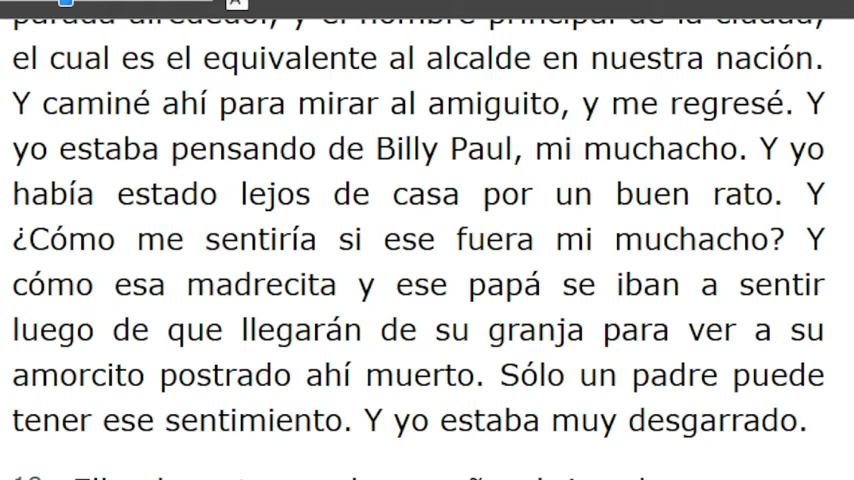 el cual es el equivalente al alcalde en nuestra nación.
Y caminé ahí para mirar al amiguito, y me regresé. Y
yo estaba pensando de Billy Paul, mi muchacho. Y yo
había estado lejos de casa por un buen rato. Y
¿Cómo me sentiría si ese fuera mi muchacho? Y
cómo esa madrecita y ese papá se iban a sentir
luego de que llegarán de su granja para ver a su
amorcito postrado ahí muerto. Sólo un padre puede
tener ese sentimiento. Y yo estaba muy desgarrado.